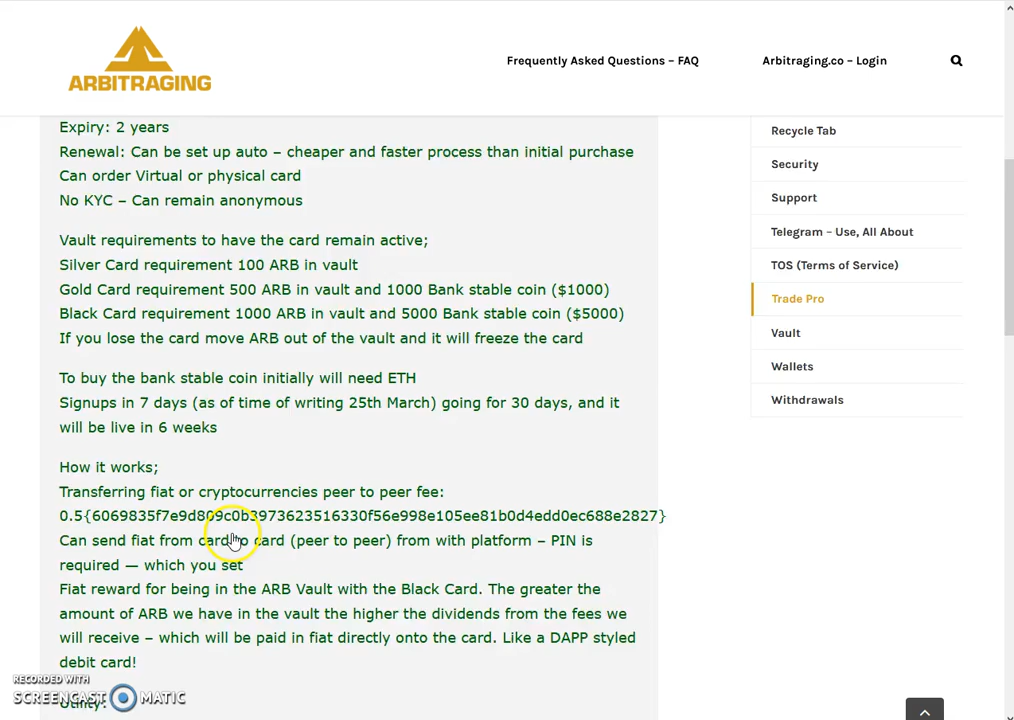 ARBITRAGING
Frequently Asked Questions – FAQ
Arbitraging.co – Login
Expiry: 2 years
Renewal: Can be set up auto – cheaper and faster process than initial purchase
Can order Virtual or physical card
No KYC – Can remain anonymous
Vault requirements to have the card remain active;
Silver Card requirement 100 ARB in vault
Gold Card requirement 500 ARB in vault and 1000 Bank stable coin ($1000)
Black Card requirement 1000 ARB in vault and 5000 Bank stable coin ($5000)
If you lose the card move ARB out of the vault and it will freeze the card
To buy the bank stable coin initially will need ETH
Signups in 7 days (as of time of writing 25th March) going for 30 days, and it
will be live in 6 weeks
How it works;
Transferring fiat or cryptocurrencies peer to peer fee:
Can send fiat from card to card (peer to peer) from with platform – PIN is
required — which you set
Fiat reward for being in the ARB Vault with the Black Card. The greater the
amount of ARB we have in the vault the higher the dividends from the fees we
will receive – which will be paid in fiat directly onto the card. Like a DAPP styled
debit card!
Utility:
Recycle Tab
Security
Support
Telegram – Use, All About
TOS (Terms of Service)
Trade Pro
Vault
Wallets
Withdrawals
RECORDED WITH
SCREENCAST MATIC